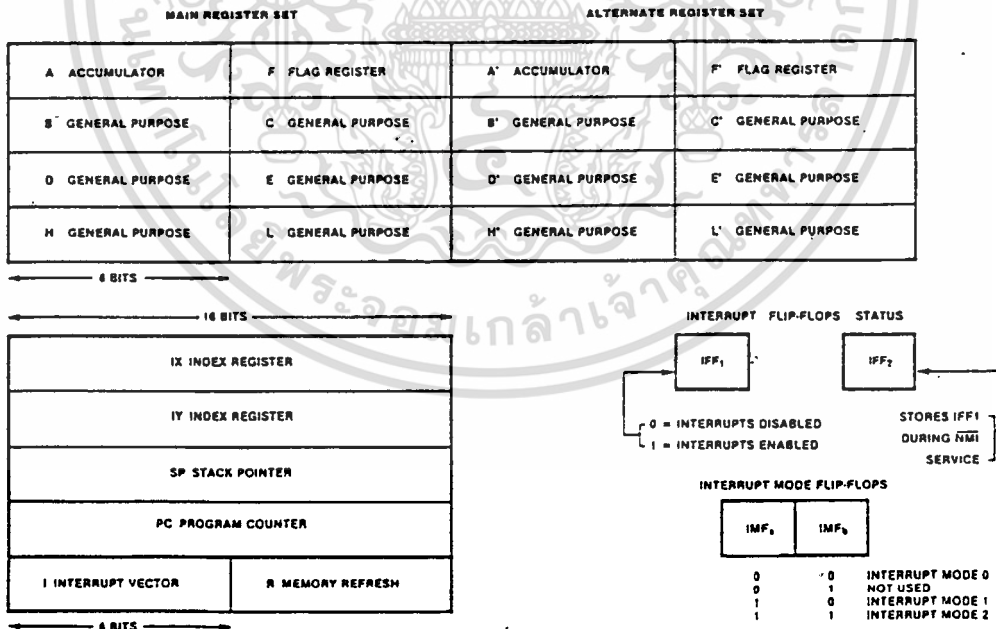 MAIN REGISTER SET
ALTERNATE REGISTER SET
A ACCUMULATOR
F FLAG REGISTER
A' ACCUMULATOR
F' FLAG REGISTER
B GENERAL PURPOSE
C GENERAL PURPOSE
B' GENERAL PURPOSE
C' GENERAL PURPOSE
D GENERAL PURPOSE
E GENERAL PURPOSE
D' GENERAL PURPOSE
E' GENERAL PURPOSE
H GENERAL PURPOSE
L GENERAL PURPOSE
H' GENERAL PURPOSE
L' GENERAL PURPOSE
8 BITS
16 BITS
IX INDEX REGISTER
IY INDEX REGISTER
SP STACK POINTER
PC PROGRAM COUNTER
I INTERRUPT VECTOR
R MEMORY REFRESH
8 BITS
INTERRUPT FLIP-FLOPS STATUS
IFF₁
IFF₂
0 = INTERRUPTS DISABLED
1 = INTERRUPTS ENABLED
STORES IFF1
DURING N̅M̅I̅
SERVICE
INTERRUPT MODE FLIP-FLOPS
IMFₐ
IMF_b
0 0 INTERRUPT MODE 0
0 1 NOT USED
1 0 INTERRUPT MODE 1
1 1 INTERRUPT MODE 2